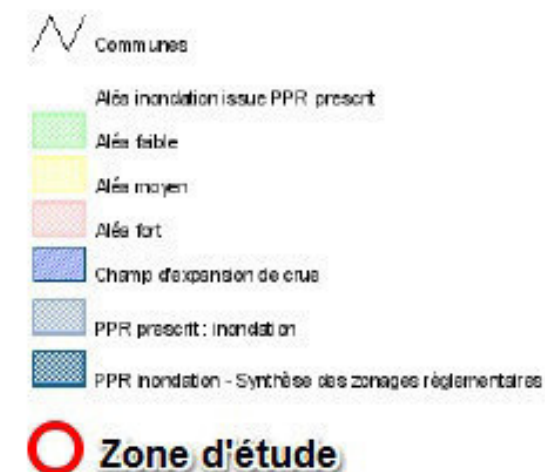 Communes
Aléa inondation issue PPR prescrit
Aléa faible
Aléa moyen
Aléa fort
Champ d'expansion de crue
PPR prescrit : inondation
PPR inondation - Synthèse des zonages réglementaires
Zone d'étude